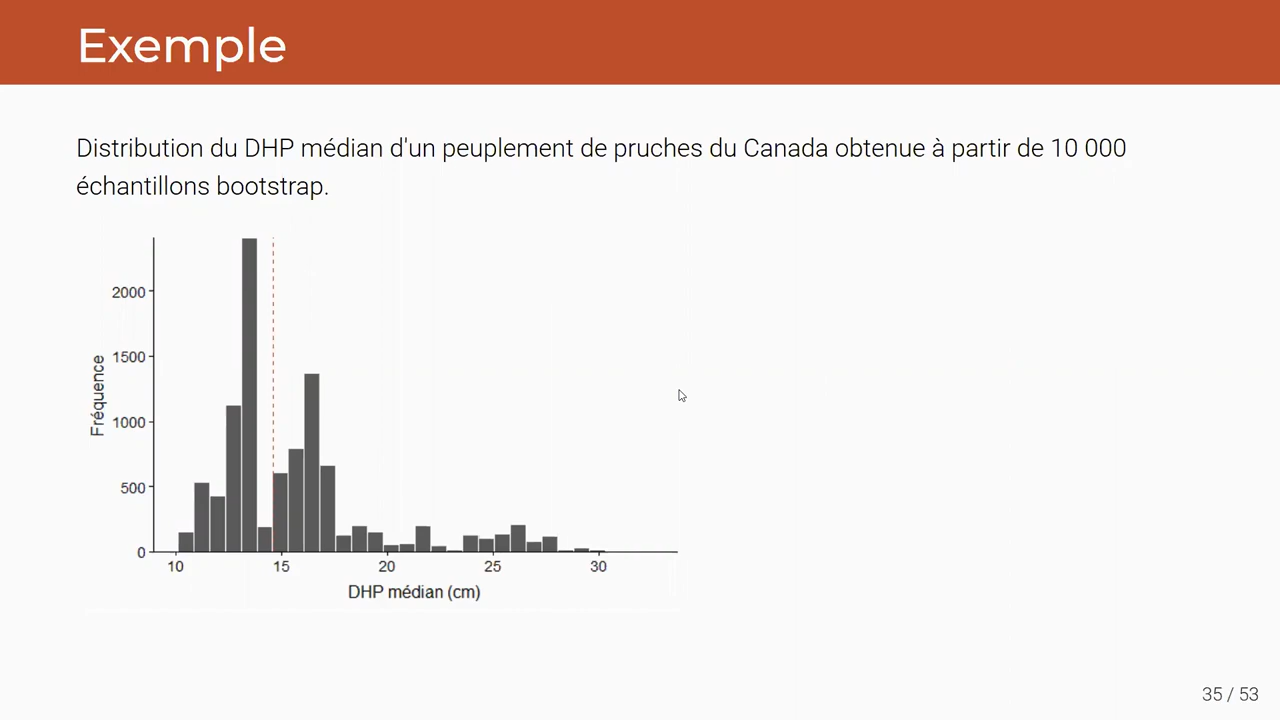 Exemple
Distribution du DHP médian d'un peuplement de pruches du Canada obtenue à partir de 10 000
échantillons bootstrap.
2000
1500
1000
500
0
Fréquence
10 15 20 25 30
DHP médian (cm)
35 / 53